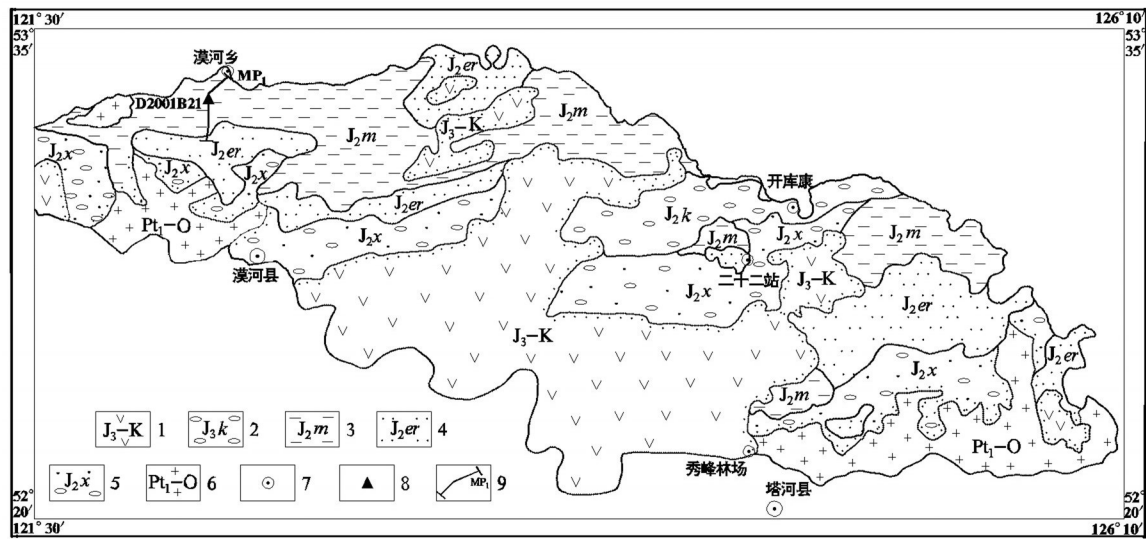 121°30′ 126°10′
53° 53°
35′ 35′
漠河乡
MP₁
J₂er
D2001B21
J₂m
J₂m
J₃–K
J₂x
J₂er
J₂x
J₂x
开库康
J₂er
J₂k
Pt₁–O
J₂x
J₂m
J₂x
J₂m
漠河县
二十二站
J₃–K
J₂x
J₂er
J₃–K
J₂er
J₂x
J₂m
J₃–K 1 J₃k 2 J₂m 3 J₂er 4
Pt₁–O
秀峰林场
J₂x 5 Pt₁–O 6 7 8 MP₁ 9
塔河县
52° 52°
20′ 20′
121°30′ 126°10′